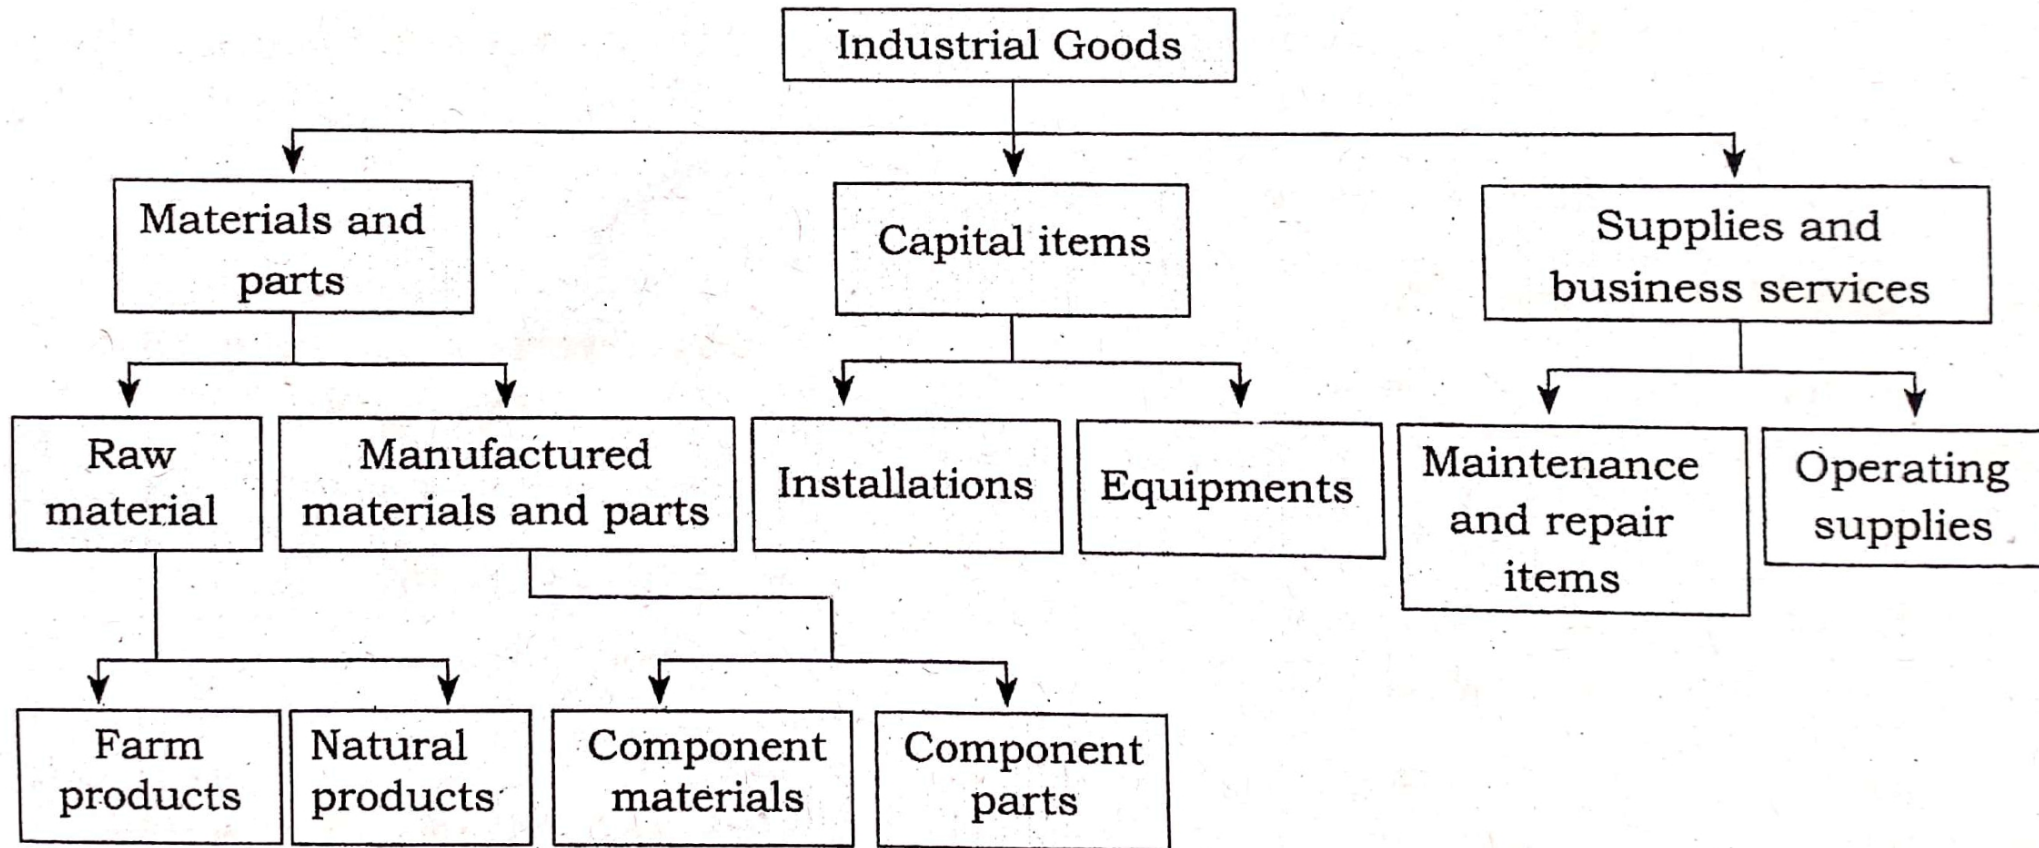 Industrial Goods
Materials and
parts
Capital items
Supplies and
business services
Raw
material
Manufactured
materials and parts
Installations
Equipments
Maintenance
and repair
items
Operating
supplies
Farm
products
Natural
products
Component
materials
Component
parts